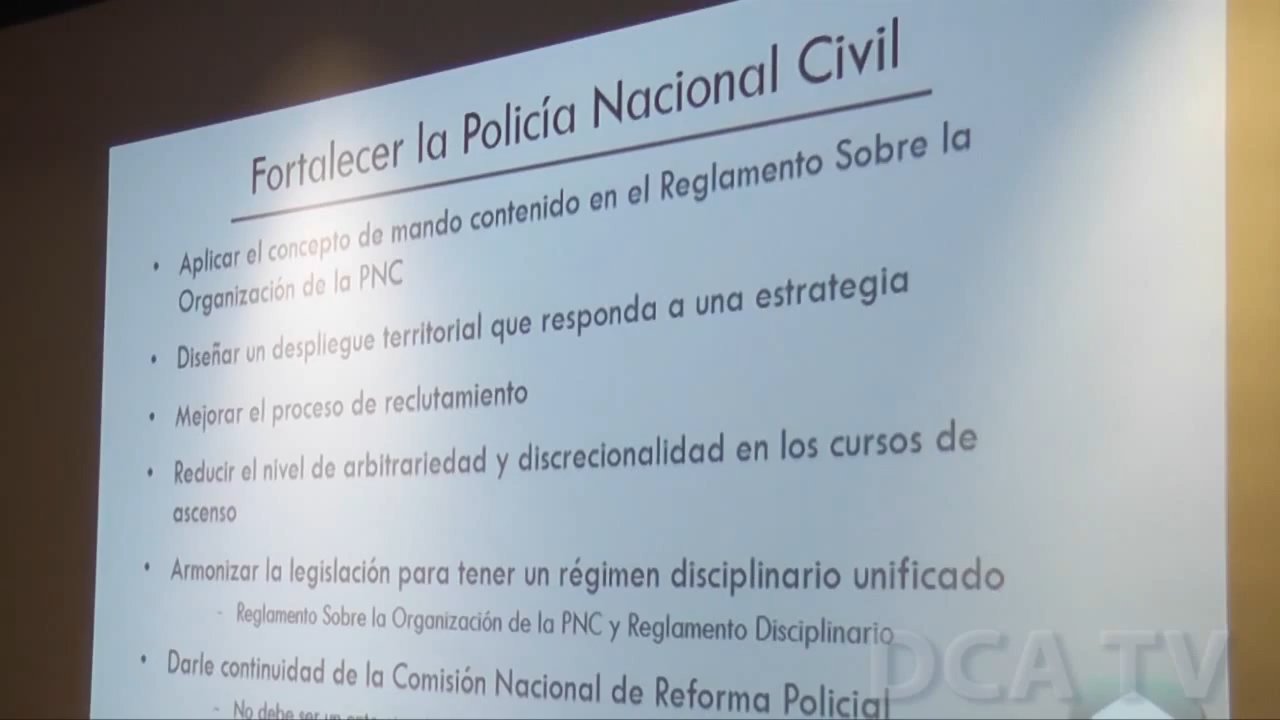 Fortalecer la Policía Nacional Civil
• Aplicar el concepto de mando contenido en el Reglamento Sobre la
Organización de la PNC
• Diseñar un despliegue territorial que responda a una estrategia
• Mejorar el proceso de reclutamiento
• Reducir el nivel de arbitrariedad y discrecionalidad en los cursos de
ascenso
• Armonizar la legislación para tener un régimen disciplinario unificado
- Reglamento Sobre la Organización de la PNC y Reglamento Disciplinario
• Darle continuidad de la Comisión Nacional de Reforma Policial
- No debe ser un
DCA TV